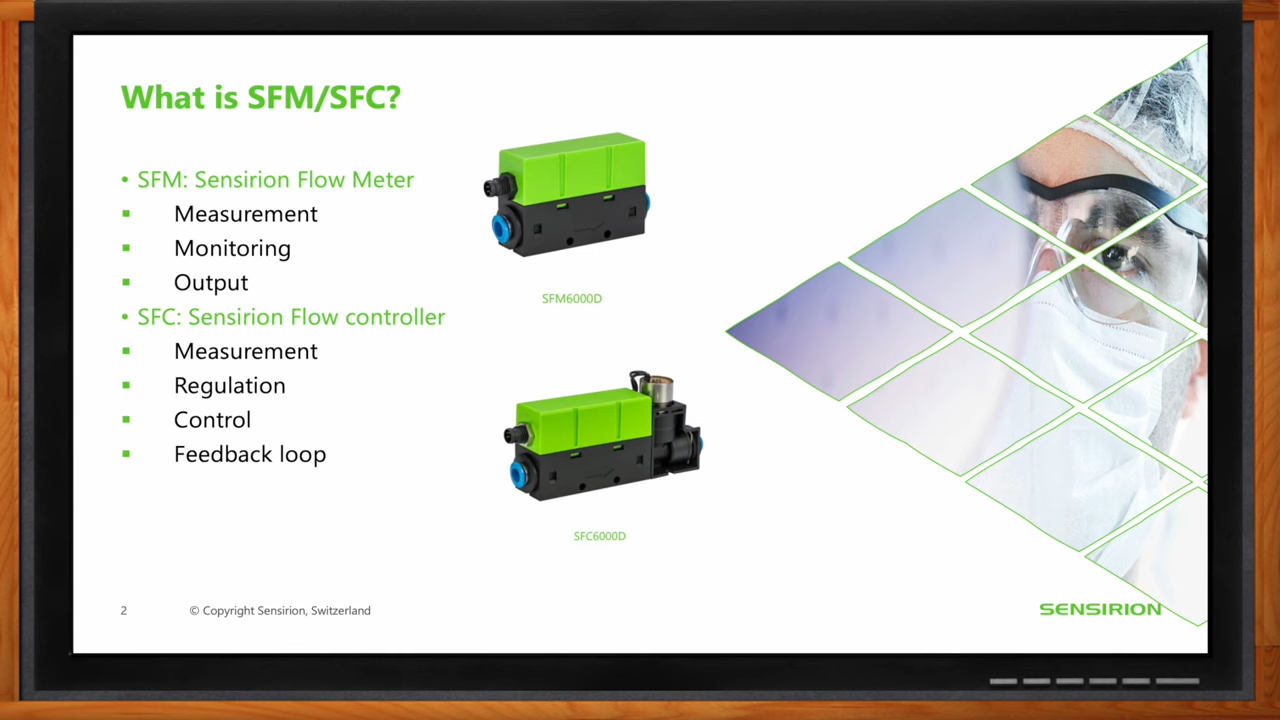 What is SFM/SFC?
• SFM: Sensirion Flow Meter
▪ Measurement
▪ Monitoring
▪ Output
• SFC: Sensirion Flow controller
▪ Measurement
▪ Regulation
▪ Control
▪ Feedback loop
SFM6000D
SFC6000D
2
© Copyright Sensirion, Switzerland
SENSIRION